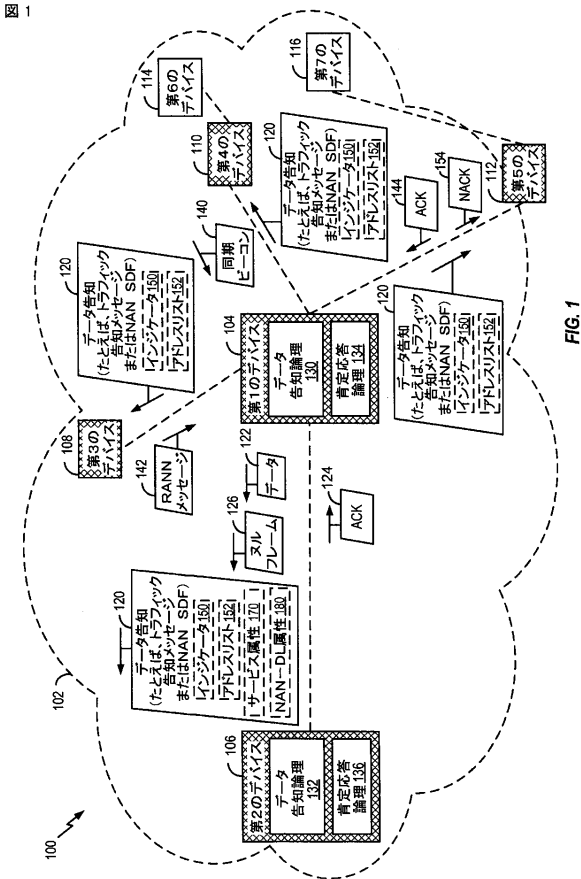 図 1
100
102
第2のデバイス
106
データ
告知論理
132
肯定応答
論理 136
データ告知
(たとえば、トラフィック
告知メッセージ
またはNAN SDF)
120
インジケータ150
アドレスリスト152
サービス属性 170
NAN-DL属性 180
ヌル
フレーム
126
データ
122
ACK
124
RANN
メッセージ
142
第3の
デバイス
108
第1のデバイス
104
データ
告知論理
130
肯定応答
論理 134
データ告知
(たとえば、トラフィック
告知メッセージ
またはNAN SDF)
120
インジケータ150
アドレスリスト152
同期
ビーコン
140
データ告知
(たとえば、トラフィック
告知メッセージ
またはNAN SDF)
120
インジケータ150
アドレスリスト152
データ告知
(たとえば、トラフィック
告知メッセージ
またはNAN SDF)
120
インジケータ150
アドレスリスト152
ACK
144
NACK
154
第4の
デバイス
110
第5の
デバイス
112
第6の
デバイス
114
第7の
デバイス
116
FIG. 1